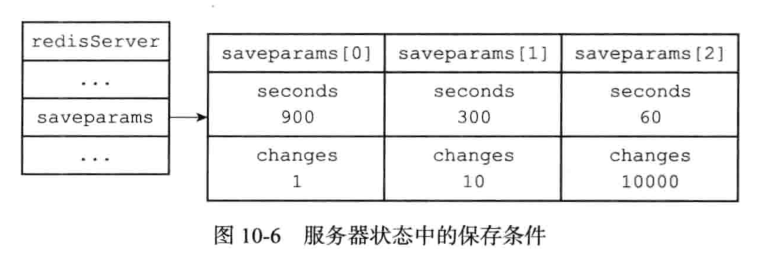 redisServer
...
saveparams
...
saveparams[0] saveparams[1] saveparams[2]
seconds seconds seconds
900 300 60
changes changes changes
1 10 10000
图 10-6 服务器状态中的保存条件